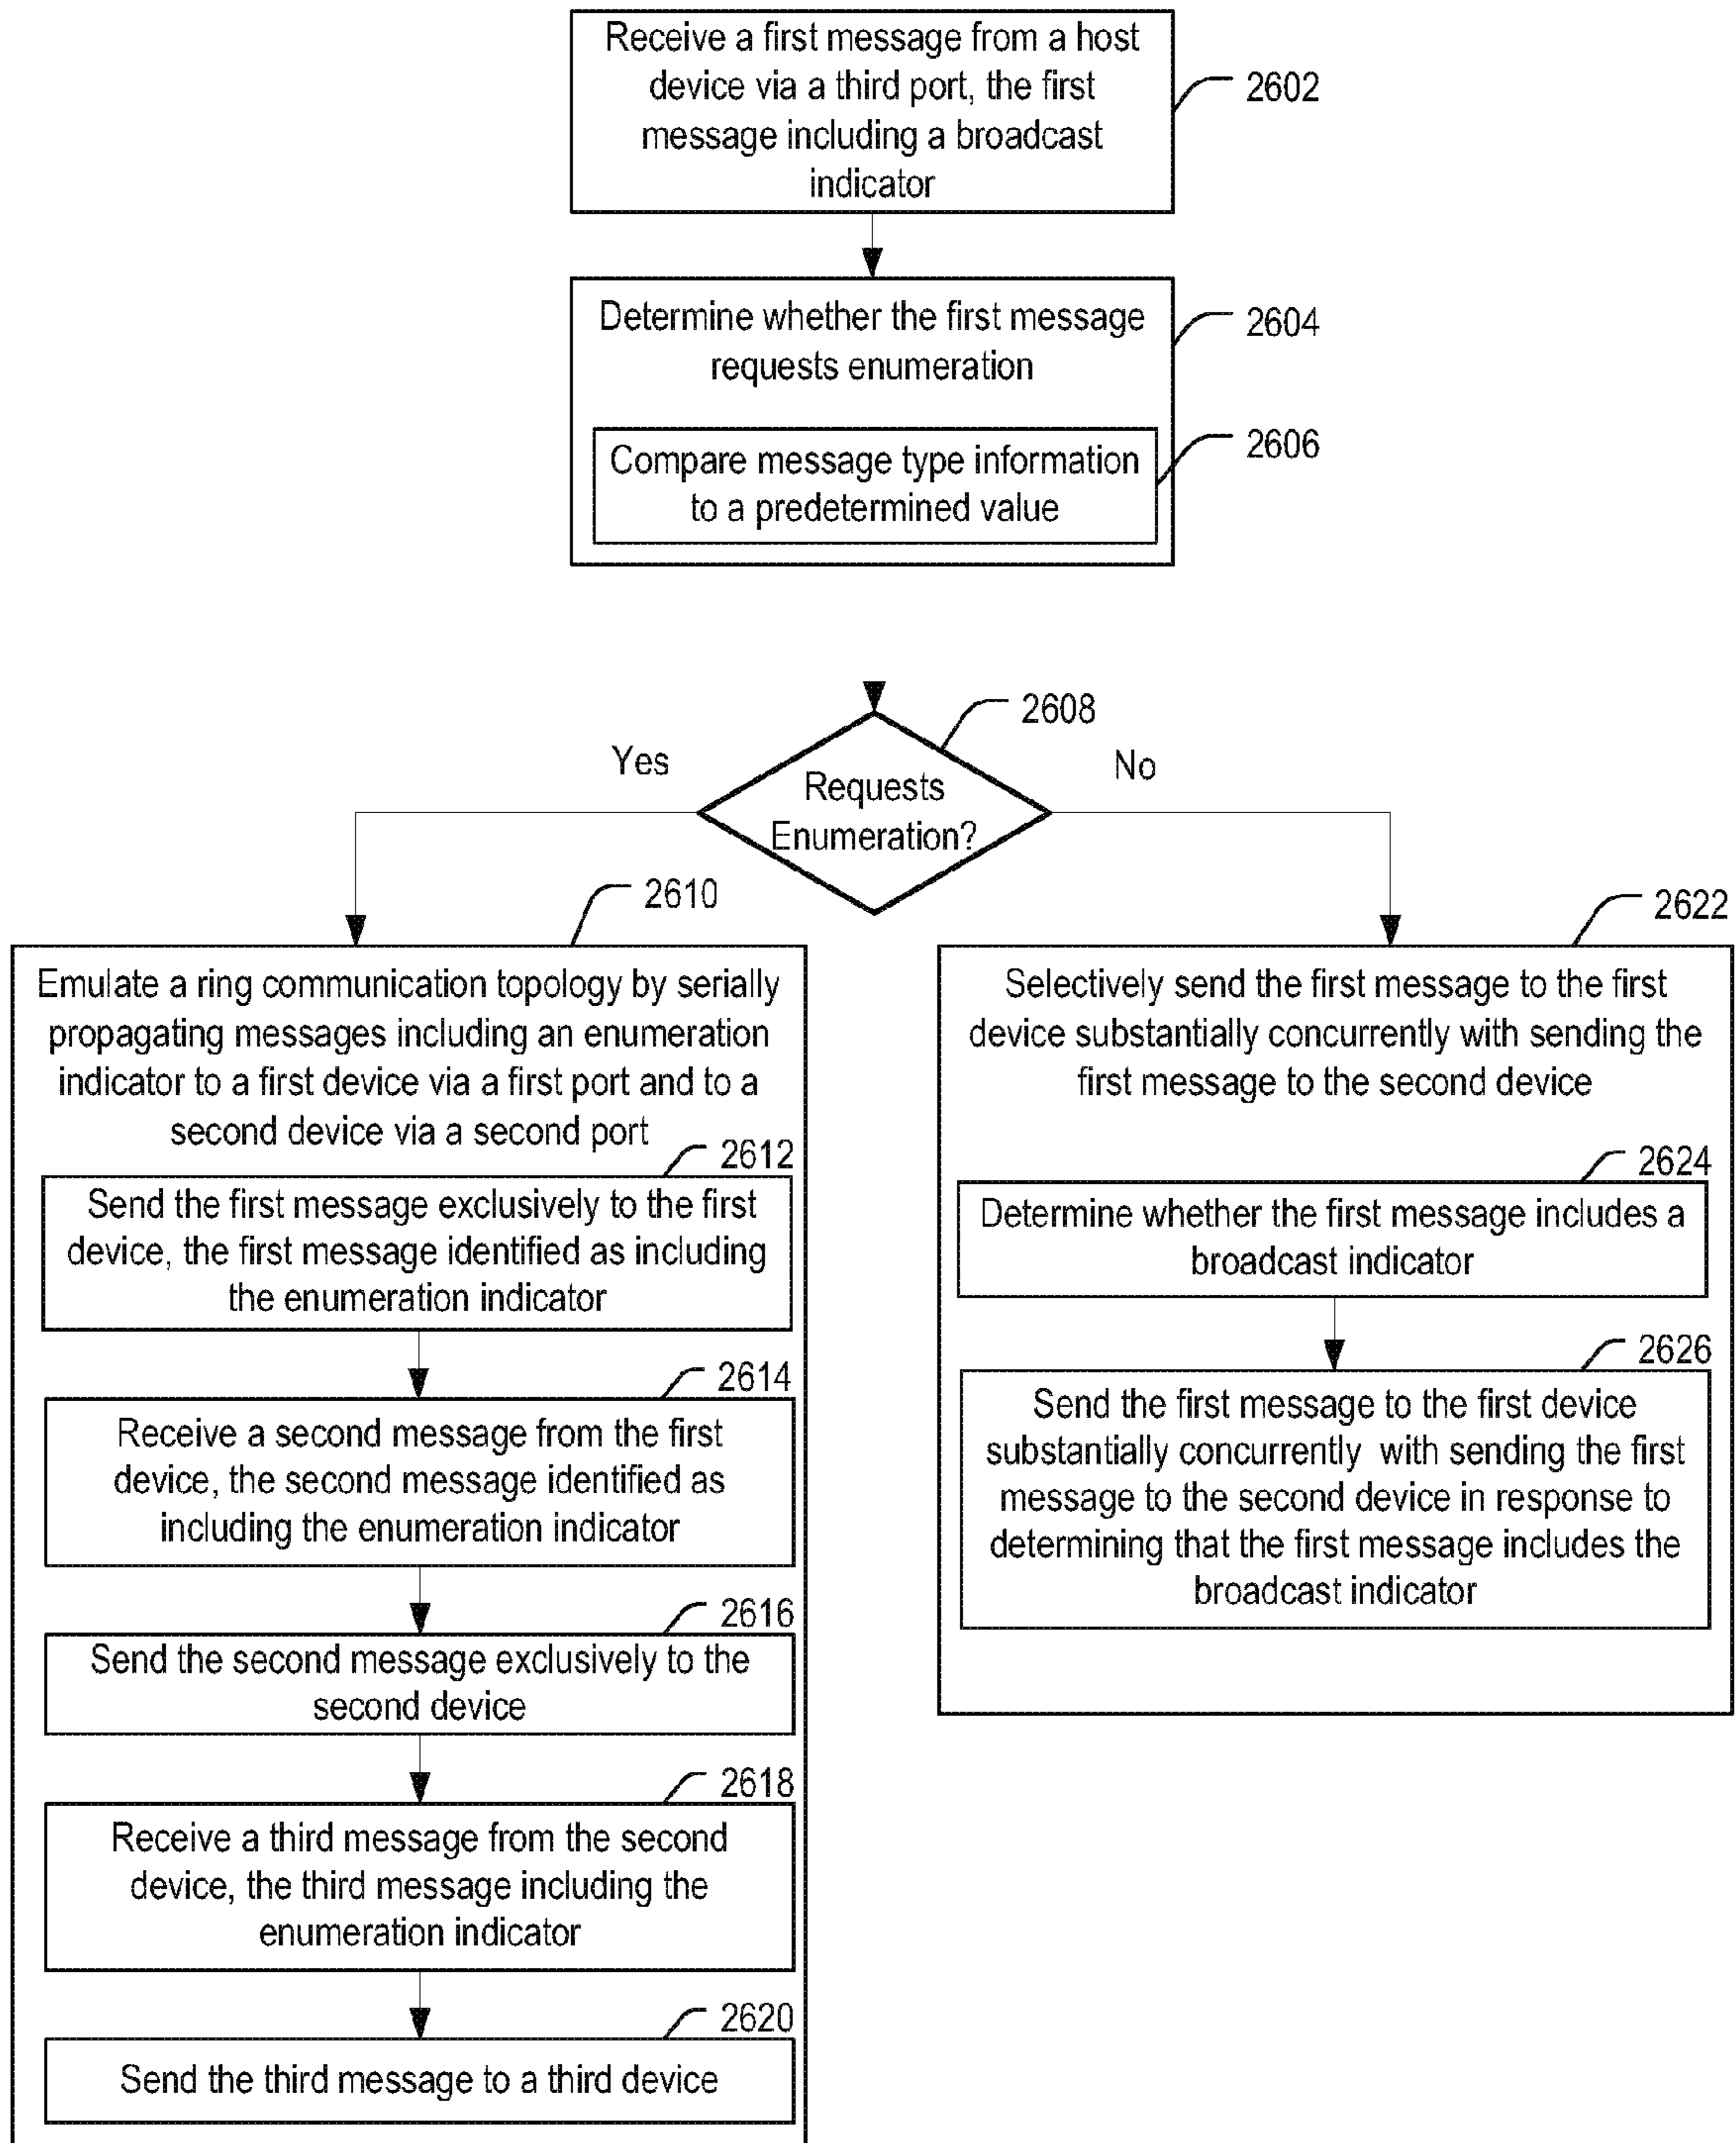 Receive a first message from a host
device via a third port, the first
message including a broadcast
indicator
2602
Determine whether the first message
requests enumeration
2604
Compare message type information
to a predetermined value
2606
2608
Yes
No
Requests
Enumeration?
2610
Emulate a ring communication topology by serially
propagating messages including an enumeration
indicator to a first device via a first port and to a
second device via a second port
2612
Send the first message exclusively to the first
device, the first message identified as including
the enumeration indicator
2614
Receive a second message from the first
device, the second message identified as
including the enumeration indicator
2616
Send the second message exclusively to the
second device
2618
Receive a third message from the second
device, the third message including the
enumeration indicator
2620
Send the third message to a third device
2622
Selectively send the first message to the first
device substantially concurrently with sending the
first message to the second device
2624
Determine whether the first message includes a
broadcast indicator
2626
Send the first message to the first device
substantially concurrently with sending the first
message to the second device in response to
determining that the first message includes the
broadcast indicator